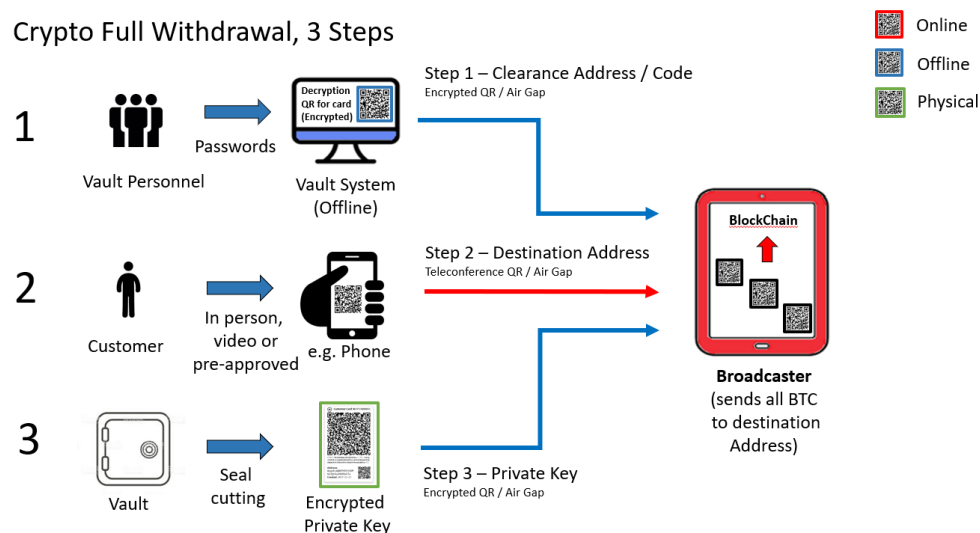 Crypto Full Withdrawal, 3 Steps
Online
Offline
Physical
1
Vault Personnel
Passwords
Decryption
QR for card
(Encrypted)
Vault System
(Offline)
Step 1 – Clearance Address / Code
Encrypted QR / Air Gap
2
Customer
In person,
video or
pre-approved
e.g. Phone
Step 2 – Destination Address
Teleconference QR / Air Gap
3
Vault
Seal
cutting
Encrypted
Private Key
Step 3 – Private Key
Encrypted QR / Air Gap
BlockChain
Broadcaster
(sends all BTC
to destination
Address)